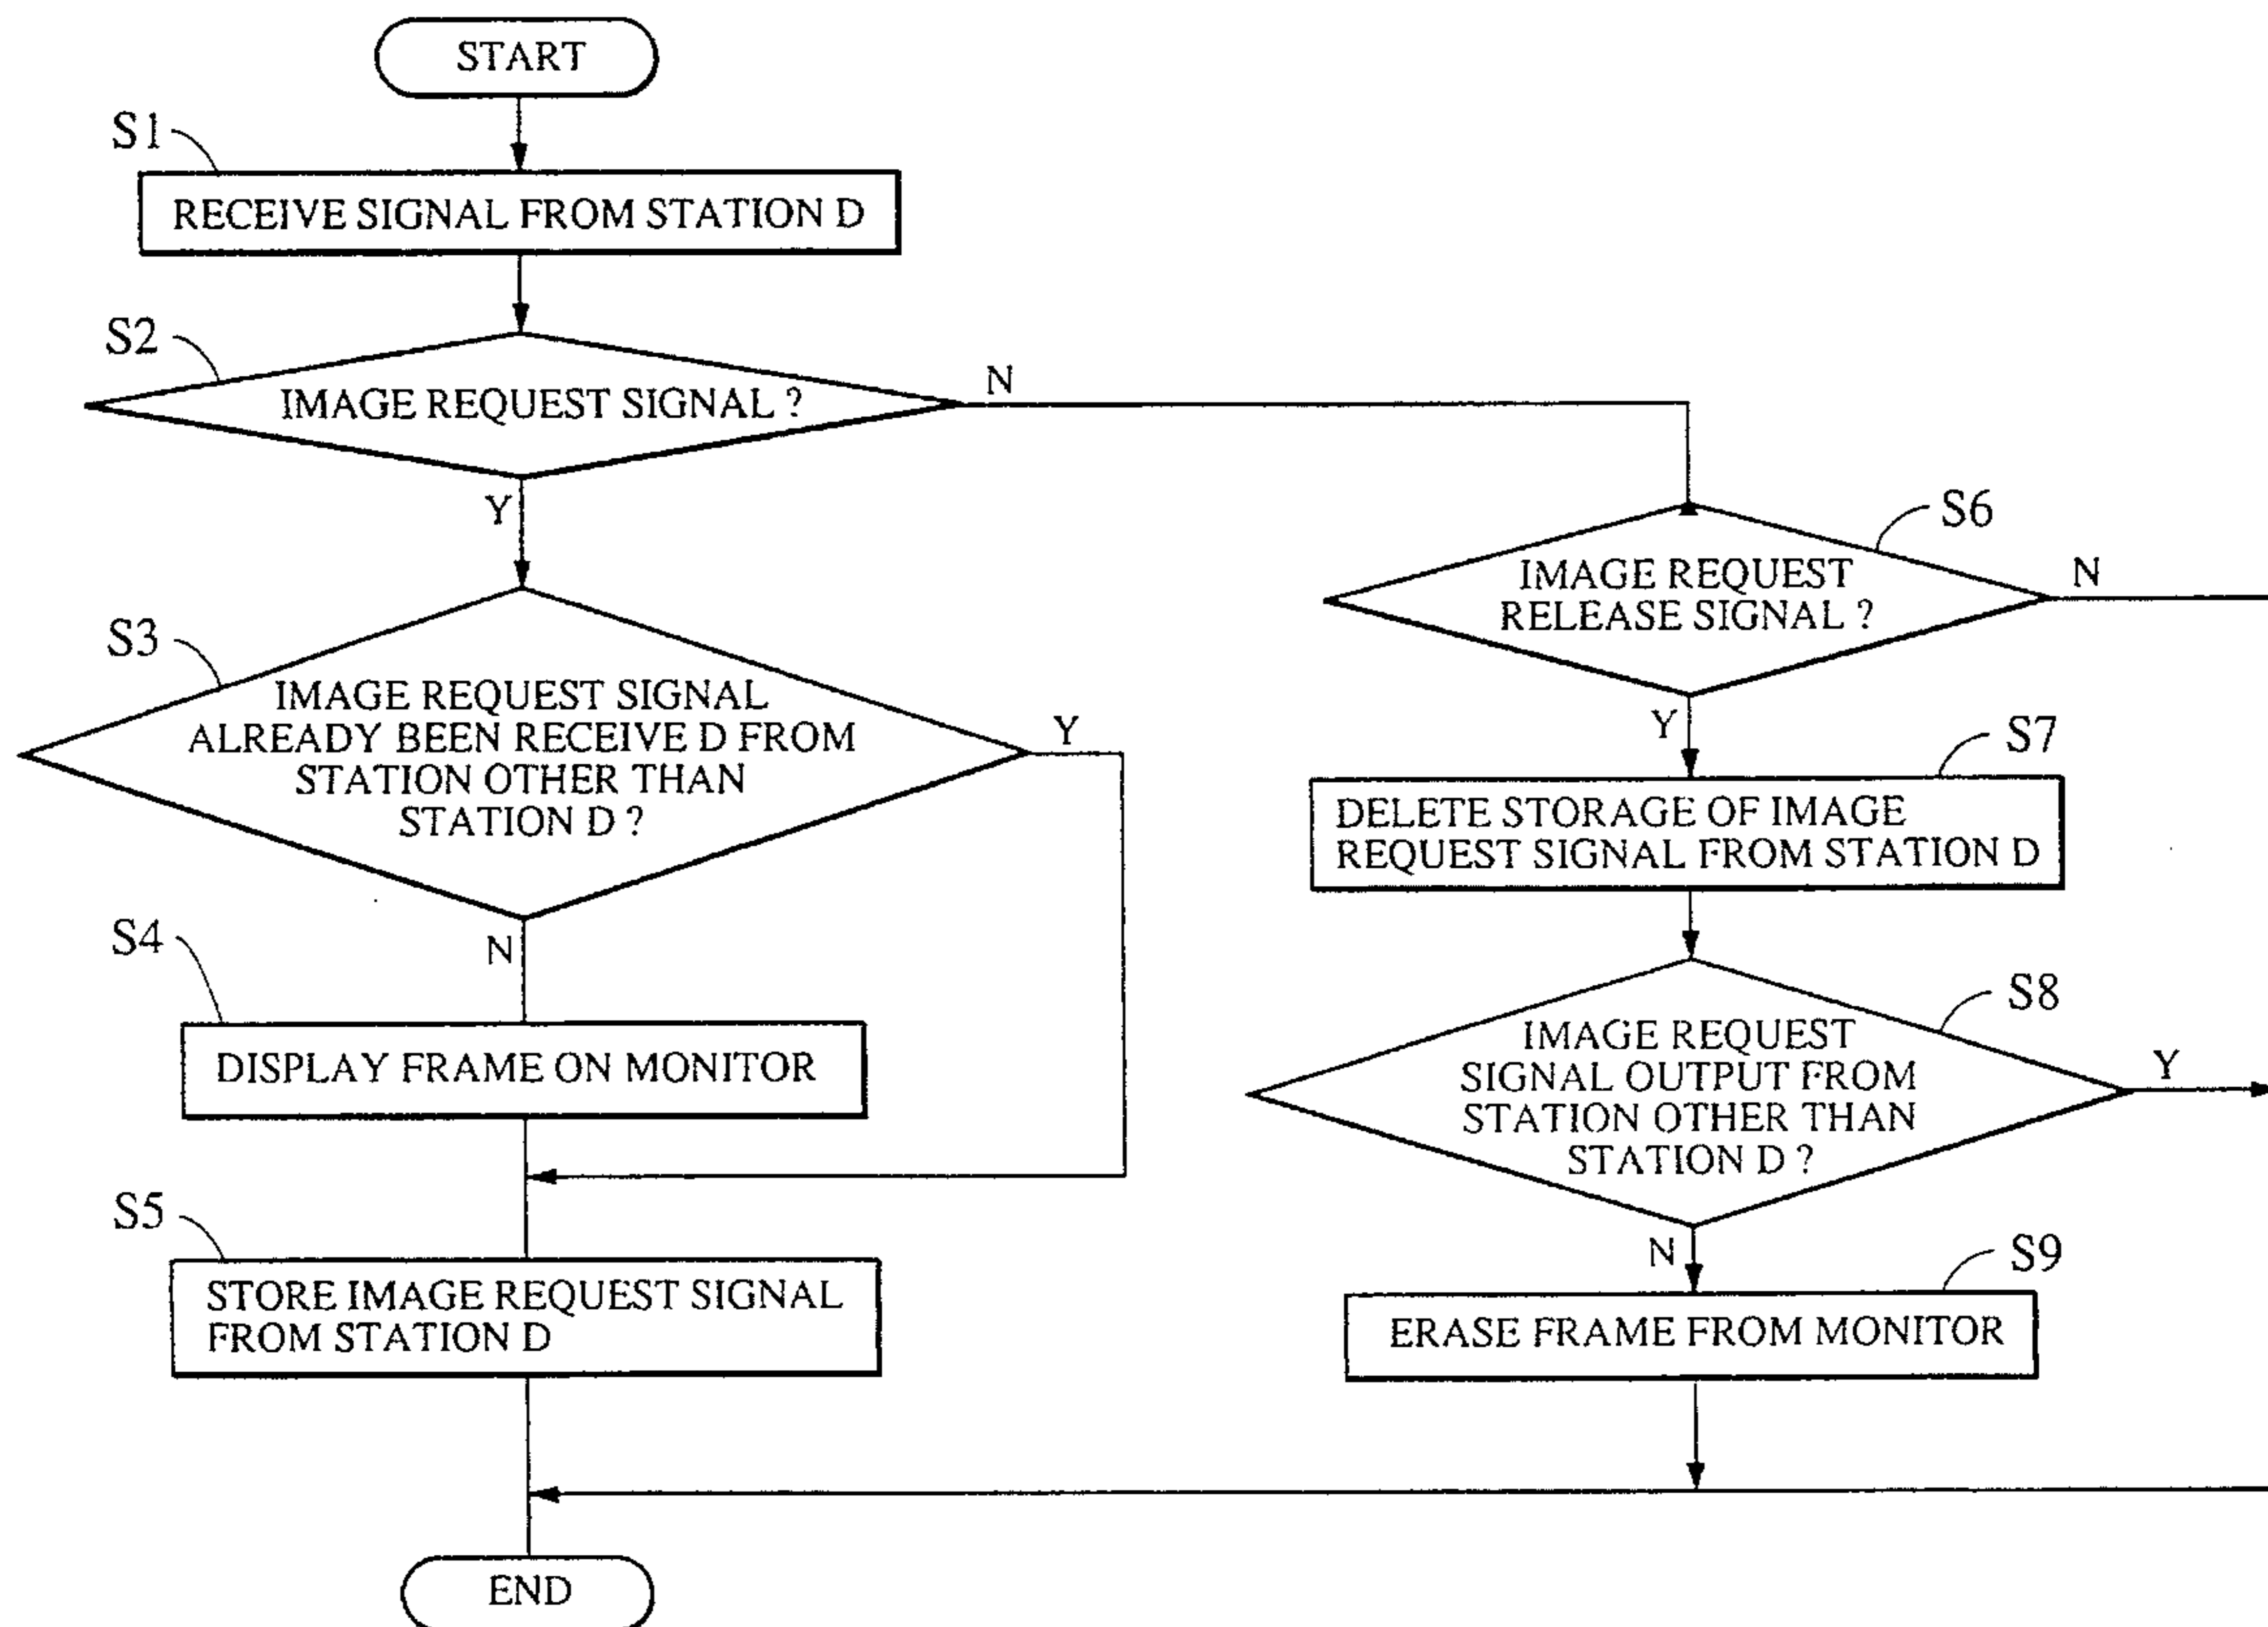 START
S1
RECEIVE SIGNAL FROM STATION D
S2
IMAGE REQUEST SIGNAL ?
N
Y
S3
IMAGE REQUEST SIGNAL
ALREADY BEEN RECEIVE D FROM
STATION OTHER THAN
STATION D ?
Y
N
S4
DISPLAY FRAME ON MONITOR
S5
STORE IMAGE REQUEST SIGNAL
FROM STATION D
END
S6
IMAGE REQUEST
RELEASE SIGNAL ?
N
Y
S7
DELETE STORAGE OF IMAGE
REQUEST SIGNAL FROM STATION D
S8
IMAGE REQUEST
SIGNAL OUTPUT FROM
STATION OTHER THAN
STATION D ?
Y
N
S9
ERASE FRAME FROM MONITOR